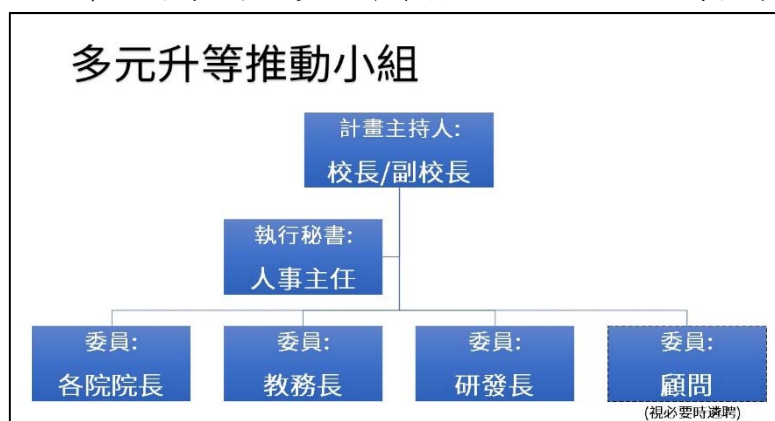 多元升等推動小組
計畫主持人:
校長/副校長
執行秘書:
人事主任
委員:
各院院長
委員:
教務長
委員:
研發長
委員:
顧問
(視必要時遴聘)